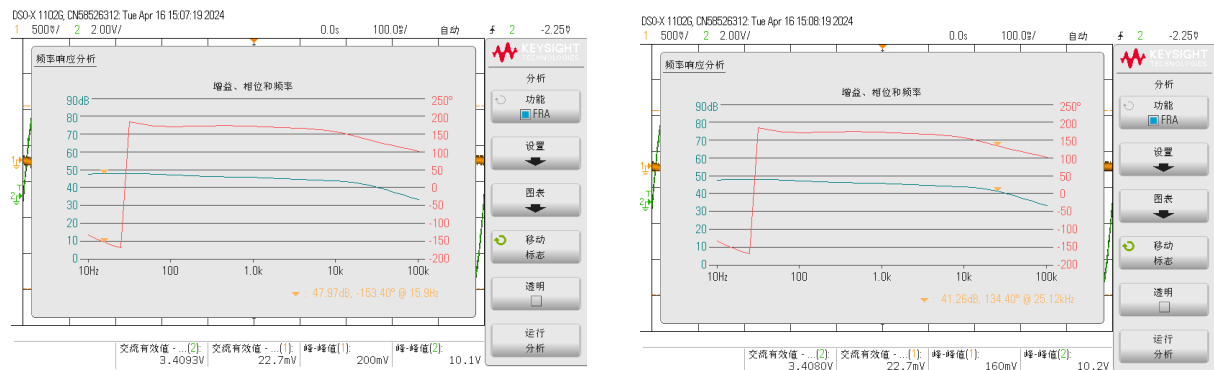 DSO-X 1102G, CN58526312: Tue Apr 16 15:07:19 2024
1 500▽/ 2 2.00V/ 0.0s 100.0▽/ 自动 2 -2.25▽
KEYSIGHT
TECHNOLOGIES
频率响应分析
增益、相位和频率
90dB
80
70
60
50
40
30
20
10
0
250°
200
150
100
50
0
-50
-100
-150
-200
10Hz 100 1.0k 10k 100k
47.97dB, -153.40° @ 15.9Hz
分析
功能
FRA
设置
图表
移动
标志
透明
运行
分析
交流有效值 - ...(2): 交流有效值 - ...(1): 峰-峰值(1): 峰-峰值(2):
3.4093V 22.7mV 200mV 10.1V
DSO-X 1102G, CN58526312: Tue Apr 16 15:08:19 2024
1 500▽/ 2 2.00V/ 0.0s 100.0▽/ 自动 2 -2.25▽
KEYSIGHT
TECHNOLOGIES
频率响应分析
增益、相位和频率
90dB
80
70
60
50
40
30
20
10
0
250°
200
150
100
50
0
-50
-100
-150
-200
10Hz 100 1.0k 10k 100k
41.26dB, 134.40° @ 25.12kHz
分析
功能
FRA
设置
图表
移动
标志
透明
运行
分析
交流有效值 - ...(2): 交流有效值 - ...(1): 峰-峰值(1): 峰-峰值(2):
3.4080V 22.7mV 160mV 10.2V